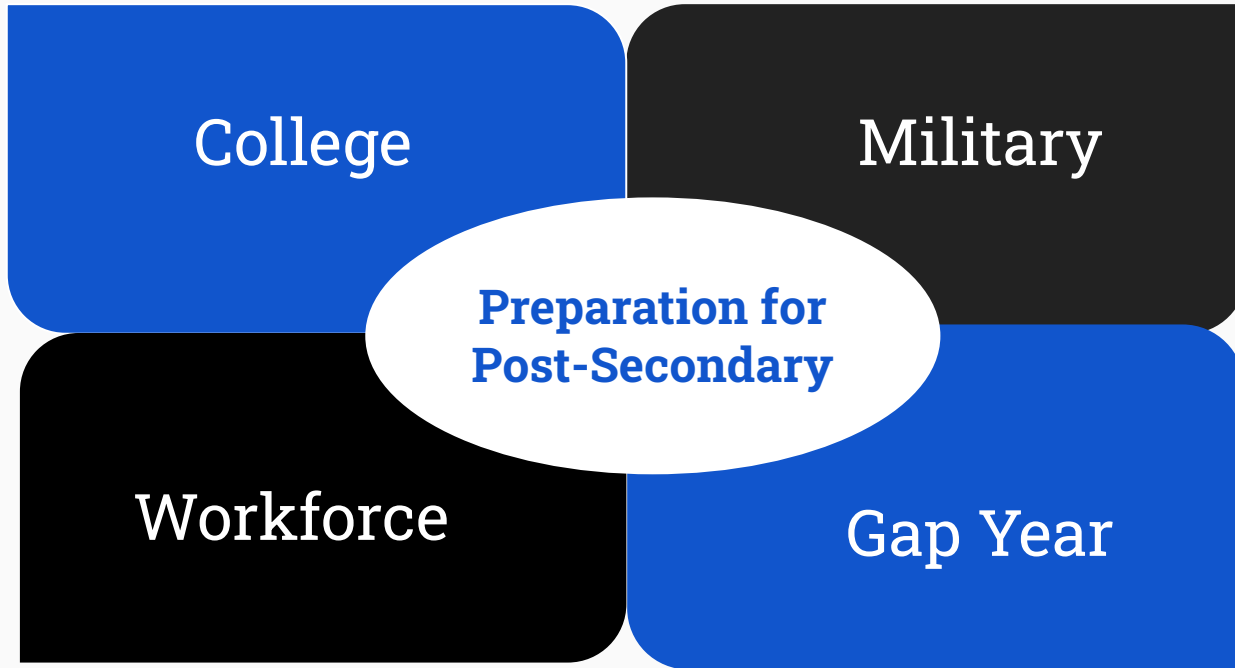 College
Military
Preparation for
Post-Secondary
Workforce
Gap Year